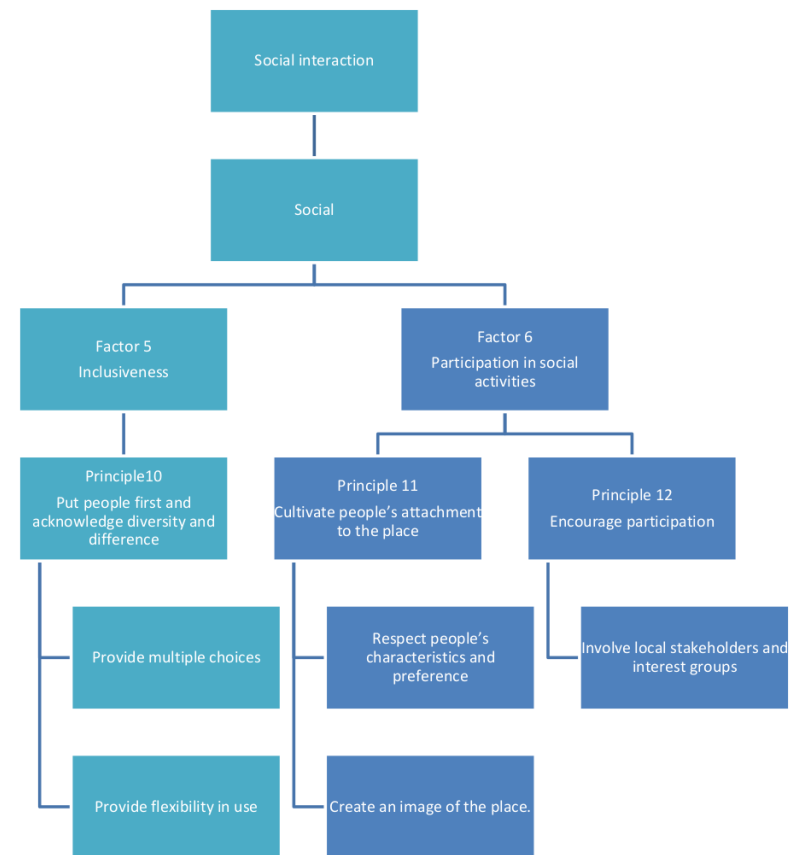 Social interaction
Social
Factor 5
Inclusiveness
Factor 6
Participation in social
activities
Principle10
Put people first and
acknowledge diversity and
difference
Principle 11
Cultivate people’s attachment
to the place
Principle 12
Encourage participation
Provide multiple choices
Respect people’s
characteristics and
preference
Involve local stakeholders and
interest groups
Provide flexibility in use
Create an image of the place.